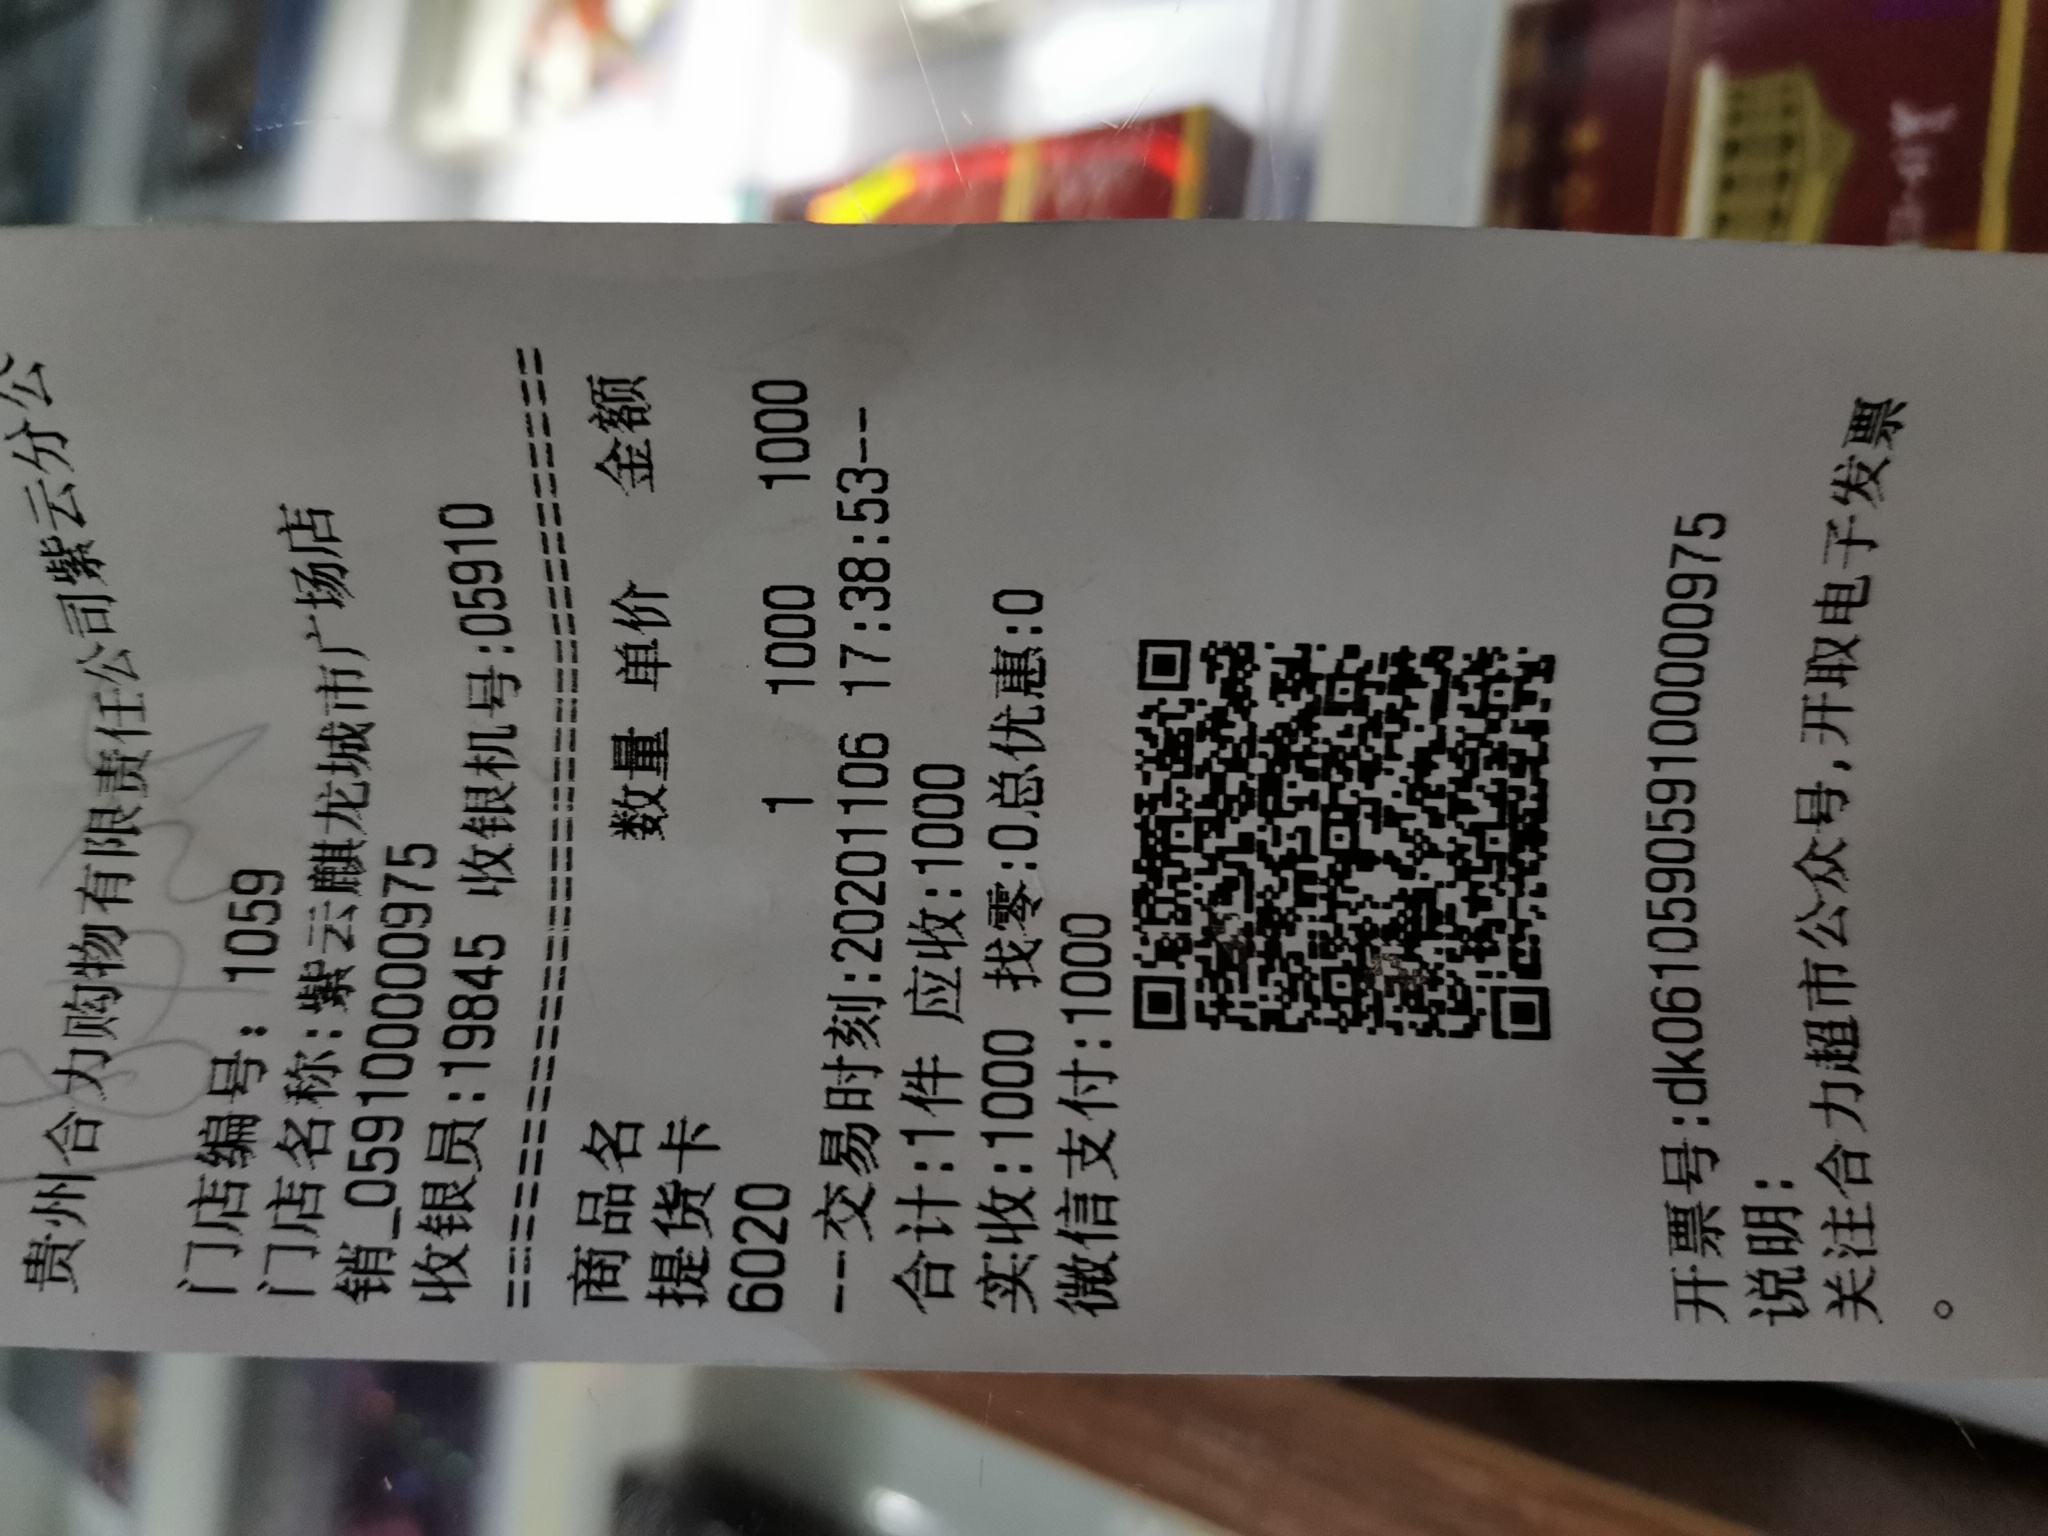 贵州合力购物有限责任公司紫云分公
门店编号: 1059
门店名称:紫云麒龙城市广场店
销_0591000000975
收银员:19845 收银机号:05910
商品名 数量 单价 金额
提货卡
6020 1 1000 1000
---交易时刻:20201106 17:38:53---
合计:1件 应收:1000
实收:1000 找零:0总优惠:0
微信支付:1000
开票号:dk06105905910000000975
说明:
关注合力超市公众号,开取电子发票
。